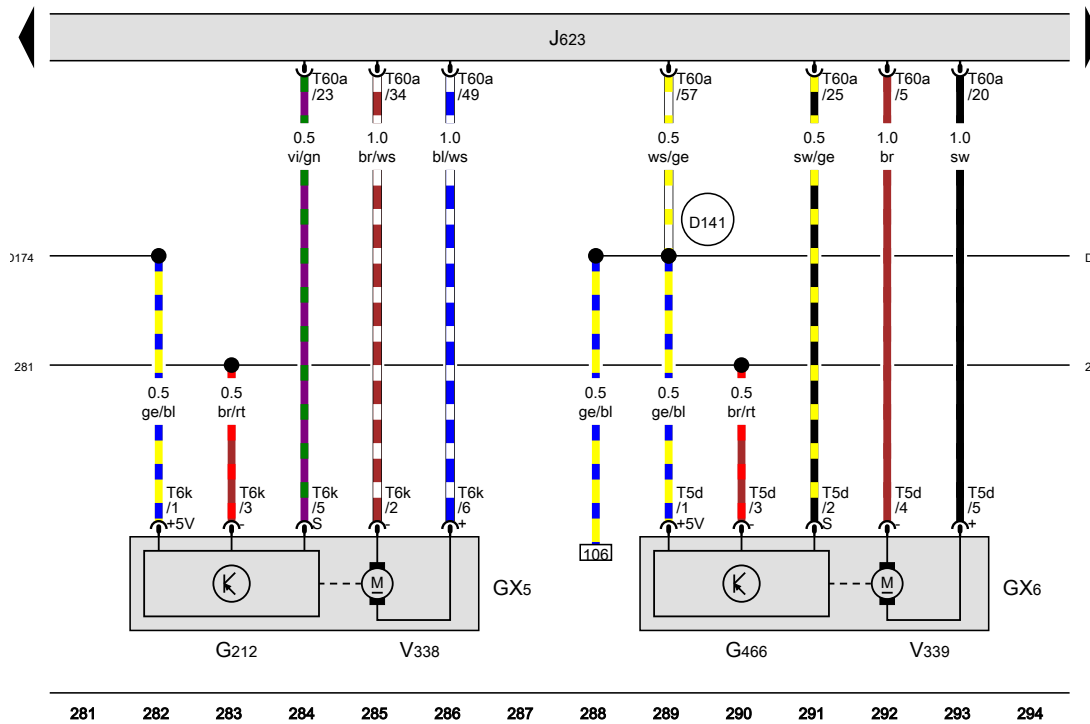 J623
T60a T60a T60a T60a T60a T60a T60a
/23 /34 /49 /57 /25 /5 /20
0.5 1.0 1.0 0.5 0.5 1.0 1.0
vi/gn br/ws bl/ws ws/ge sw/ge br sw
D141
174 D
281 2
0.5 0.5 0.5 0.5 0.5
ge/bl br/rt ge/bl ge/bl br/rt
T6k T6k T6k T6k T6k T5d T5d T5d T5d T5d
/1 /3 /5 /2 /6 /1 /3 /2 /4 /5
+5V - S - + +5V - S - +
106
M M
GX5 GX6
G212 V338 G466 V339
281 282 283 284 285 286 287 288 289 290 291 292 293 294